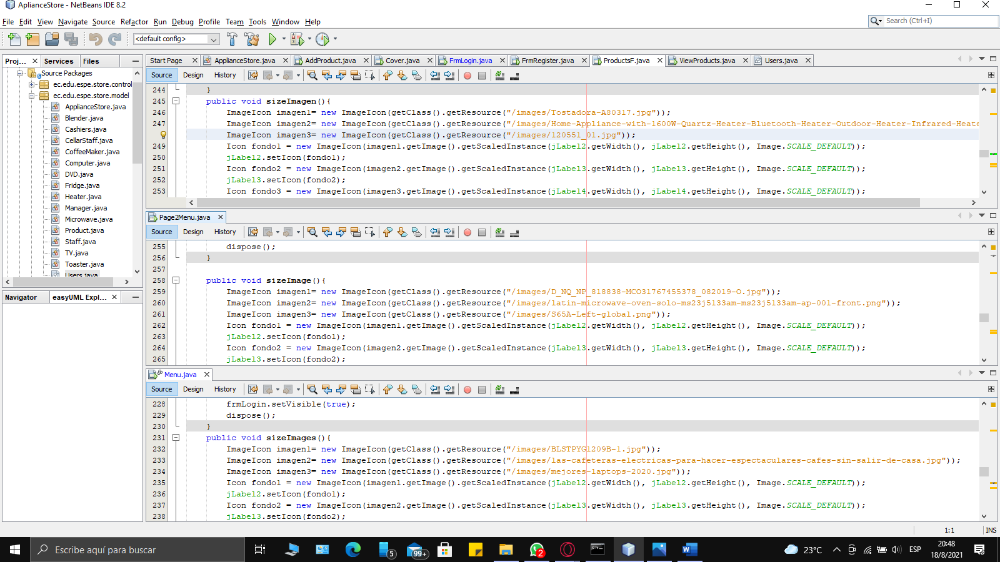 AplianceStore - NetBeans IDE 8.2
File Edit View Navigate Source Refactor Run Debug Profile Team Tools Window Help
Search (Ctrl+I)
<default config>
Proj... Services Files
Source Packages
ec.edu.espe.store.control
ec.edu.espe.store.model
ApplianceStore.java
Blender.java
Cashiers.java
CellarStaff.java
CoffeeMaker.java
Computer.java
DVD.java
Fridge.java
Heater.java
Manager.java
Microwave.java
Product.java
Staff.java
TV.java
Toaster.java
Users.java
Navigator easyUML Expl...
Start Page ApplianceStore.java AddProduct.java Cover.java FrmLogin.java FrmRegister.java ProductsF.java ViewProducts.java Users.java
Source Design History
244 }
245 public void sizeImagen(){
246 ImageIcon imagen1= new ImageIcon(getClass().getResource("/images/Tostadora-A80317.jpg"));
247 ImageIcon imagen2= new ImageIcon(getClass().getResource("/images/Home-Appliance-with-1600W-Quartz-Heater-Bluetooth-Heater-Outdoor-Heater-Infrared-Heate
ImageIcon imagen3= new ImageIcon(getClass().getResource("/images/120551_01.jpg"));
249 Icon fondo1 = new ImageIcon(imagen1.getImage().getScaledInstance(jLabel2.getWidth(), jLabel2.getHeight(), Image.SCALE_DEFAULT));
250 jLabel2.setIcon(fondo1);
251 Icon fondo2 = new ImageIcon(imagen2.getImage().getScaledInstance(jLabel3.getWidth(), jLabel3.getHeight(), Image.SCALE_DEFAULT));
252 jLabel3.setIcon(fondo2);
253 Icon fondo3 = new ImageIcon(imagen3.getImage().getScaledInstance(jLabel4.getWidth(), jLabel4.getHeight(), Image.SCALE_DEFAULT));
Page2Menu.java
Source Design History
255 dispose();
256 }
257
258 public void sizeImage(){
259 ImageIcon imagen1= new ImageIcon(getClass().getResource("/images/D_NQ_NP_818838-MCO31767455378_082019-O.jpg"));
260 ImageIcon imagen2= new ImageIcon(getClass().getResource("/images/latin-microwave-oven-solo-ms23j5133am-ms23j5133am-ap-001-front.png"));
261 ImageIcon imagen3= new ImageIcon(getClass().getResource("/images/S65A-Left-global.png"));
262 Icon fondo1 = new ImageIcon(imagen1.getImage().getScaledInstance(jLabel2.getWidth(), jLabel2.getHeight(), Image.SCALE_DEFAULT));
263 jLabel2.setIcon(fondo1);
264 Icon fondo2 = new ImageIcon(imagen2.getImage().getScaledInstance(jLabel3.getWidth(), jLabel3.getHeight(), Image.SCALE_DEFAULT));
265 jLabel3.setIcon(fondo2);
Menu.java
Source Design History
228 frmLogin.setVisible(true);
229 dispose();
230 }
231 public void sizeImages(){
232 ImageIcon imagen1= new ImageIcon(getClass().getResource("/images/BLSTPYG1209B-1.jpg"));
233 ImageIcon imagen2= new ImageIcon(getClass().getResource("/images/las-cafeteras-electricas-para-hacer-espectaculares-cafes-sin-salir-de-casa.jpg"));
234 ImageIcon imagen3= new ImageIcon(getClass().getResource("/images/mejores-laptops-2020.jpg"));
235 Icon fondo1 = new ImageIcon(imagen1.getImage().getScaledInstance(jLabel2.getWidth(), jLabel2.getHeight(), Image.SCALE_DEFAULT));
236 jLabel2.setIcon(fondo1);
237 Icon fondo2 = new ImageIcon(imagen2.getImage().getScaledInstance(jLabel3.getWidth(), jLabel3.getHeight(), Image.SCALE_DEFAULT));
238 jLabel3.setIcon(fondo2);
1:1 INS
Escribe aquí para buscar
5
99+
2
23°C
ESP
20:48
18/8/2021